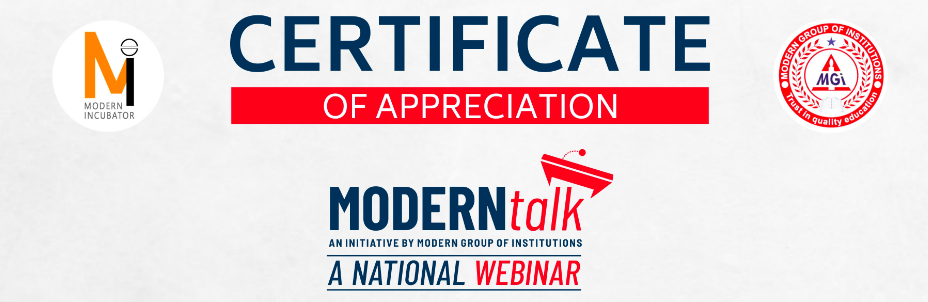 CERTIFICATE
OF APPRECIATION
MI
MODERN
INCUBATOR
MODERN GROUP OF INSTITUTIONS
MGI
Trust in quality education
MODERNtalk
AN INITIATIVE BY MODERN GROUP OF INSTITUTIONS
A NATIONAL WEBINAR